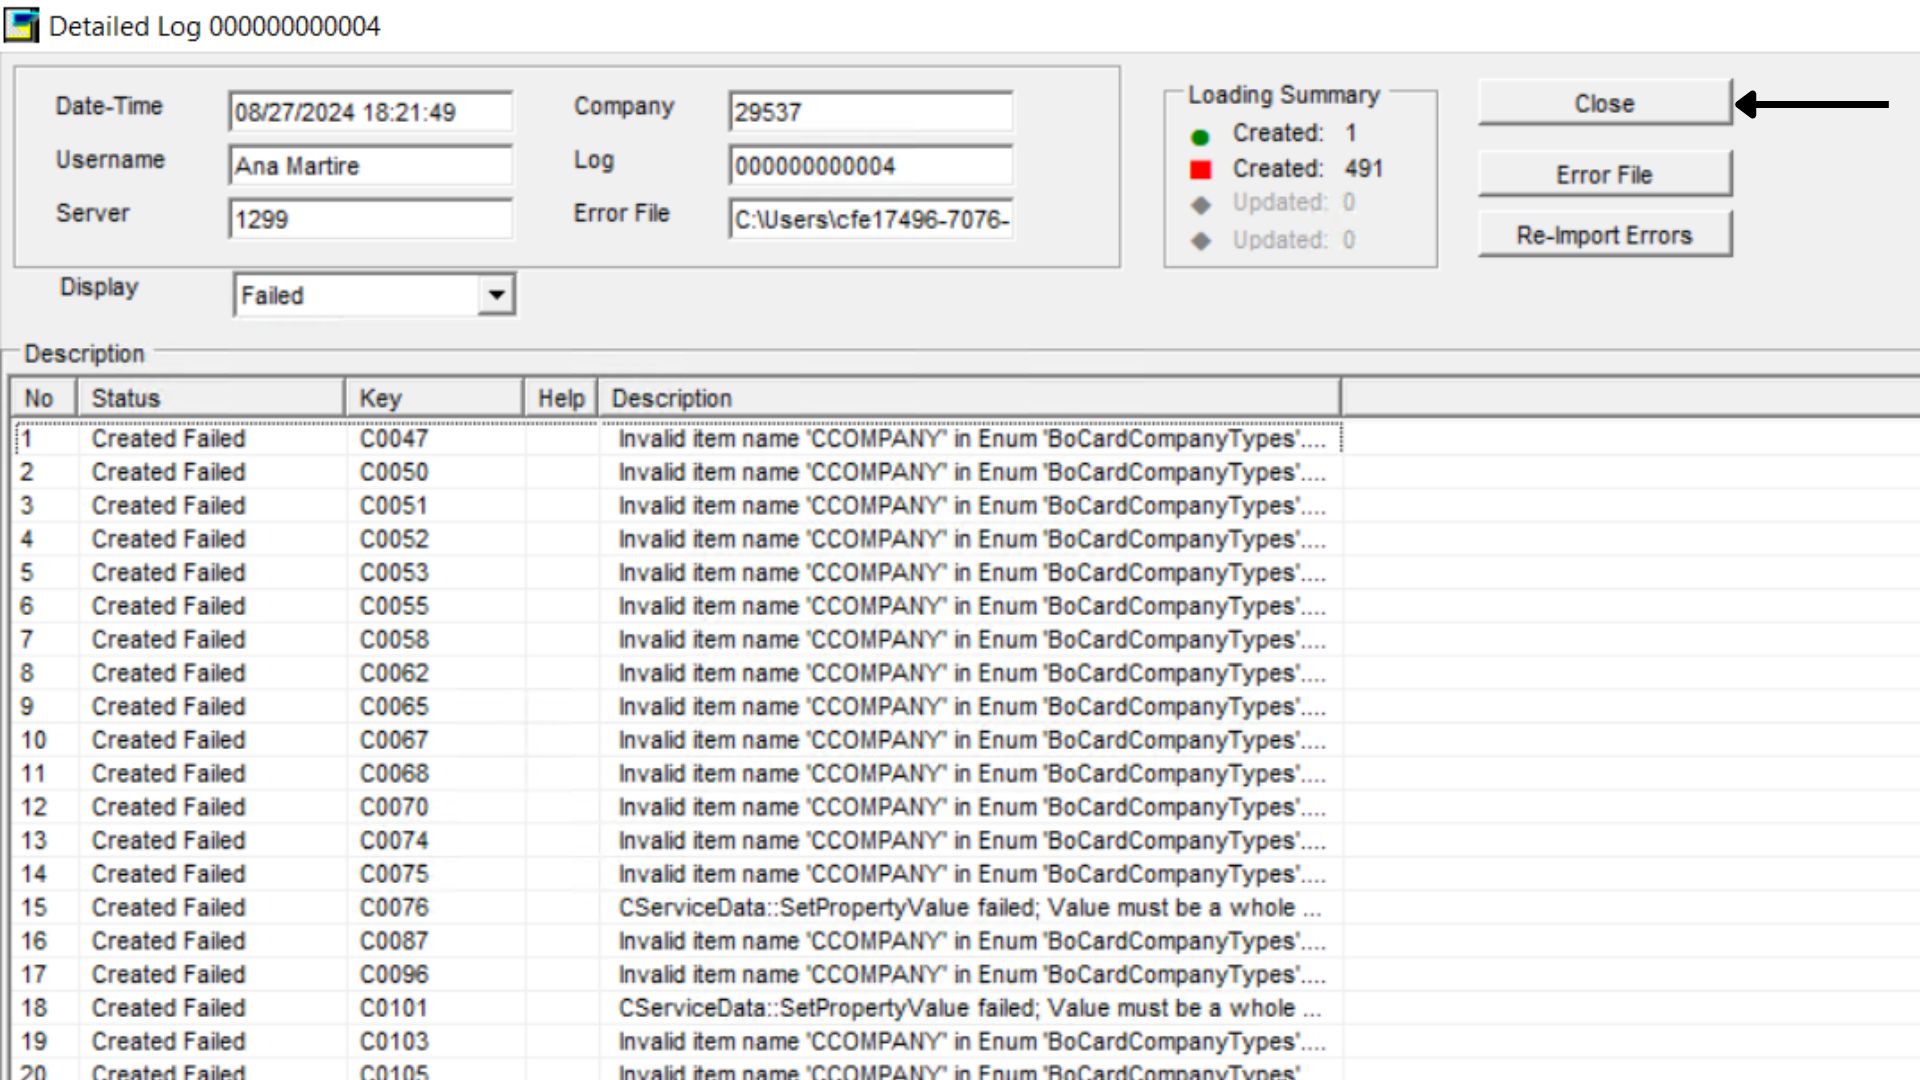 Detailed Log 000000000004
Date-Time 08/27/2024 18:21:49 Company 29537
Username Ana Martire Log 000000000004
Server 1299 Error File C:\Users\cfe17496-7076-
Display Failed
Loading Summary
Created: 1
Created: 491
Updated: 0
Updated: 0
Close
Error File
Re-Import Errors
Description
No Status Key Help Description
1 Created Failed C0047 Invalid item name 'CCOMPANY' in Enum 'BoCardCompanyTypes'....
2 Created Failed C0050 Invalid item name 'CCOMPANY' in Enum 'BoCardCompanyTypes'....
3 Created Failed C0051 Invalid item name 'CCOMPANY' in Enum 'BoCardCompanyTypes'....
4 Created Failed C0052 Invalid item name 'CCOMPANY' in Enum 'BoCardCompanyTypes'....
5 Created Failed C0053 Invalid item name 'CCOMPANY' in Enum 'BoCardCompanyTypes'....
6 Created Failed C0055 Invalid item name 'CCOMPANY' in Enum 'BoCardCompanyTypes'....
7 Created Failed C0058 Invalid item name 'CCOMPANY' in Enum 'BoCardCompanyTypes'....
8 Created Failed C0062 Invalid item name 'CCOMPANY' in Enum 'BoCardCompanyTypes'....
9 Created Failed C0065 Invalid item name 'CCOMPANY' in Enum 'BoCardCompanyTypes'....
10 Created Failed C0067 Invalid item name 'CCOMPANY' in Enum 'BoCardCompanyTypes'....
11 Created Failed C0068 Invalid item name 'CCOMPANY' in Enum 'BoCardCompanyTypes'....
12 Created Failed C0070 Invalid item name 'CCOMPANY' in Enum 'BoCardCompanyTypes'....
13 Created Failed C0074 Invalid item name 'CCOMPANY' in Enum 'BoCardCompanyTypes'....
14 Created Failed C0075 Invalid item name 'CCOMPANY' in Enum 'BoCardCompanyTypes'....
15 Created Failed C0076 CServiceData::SetPropertyValue failed; Value must be a whole ...
16 Created Failed C0087 Invalid item name 'CCOMPANY' in Enum 'BoCardCompanyTypes'....
17 Created Failed C0096 Invalid item name 'CCOMPANY' in Enum 'BoCardCompanyTypes'....
18 Created Failed C0101 CServiceData::SetPropertyValue failed; Value must be a whole ...
19 Created Failed C0103 Invalid item name 'CCOMPANY' in Enum 'BoCardCompanyTypes'....
20 Created Failed C0105 Invalid item name 'CCOMPANY' in Enum 'BoCardCompanyTypes'